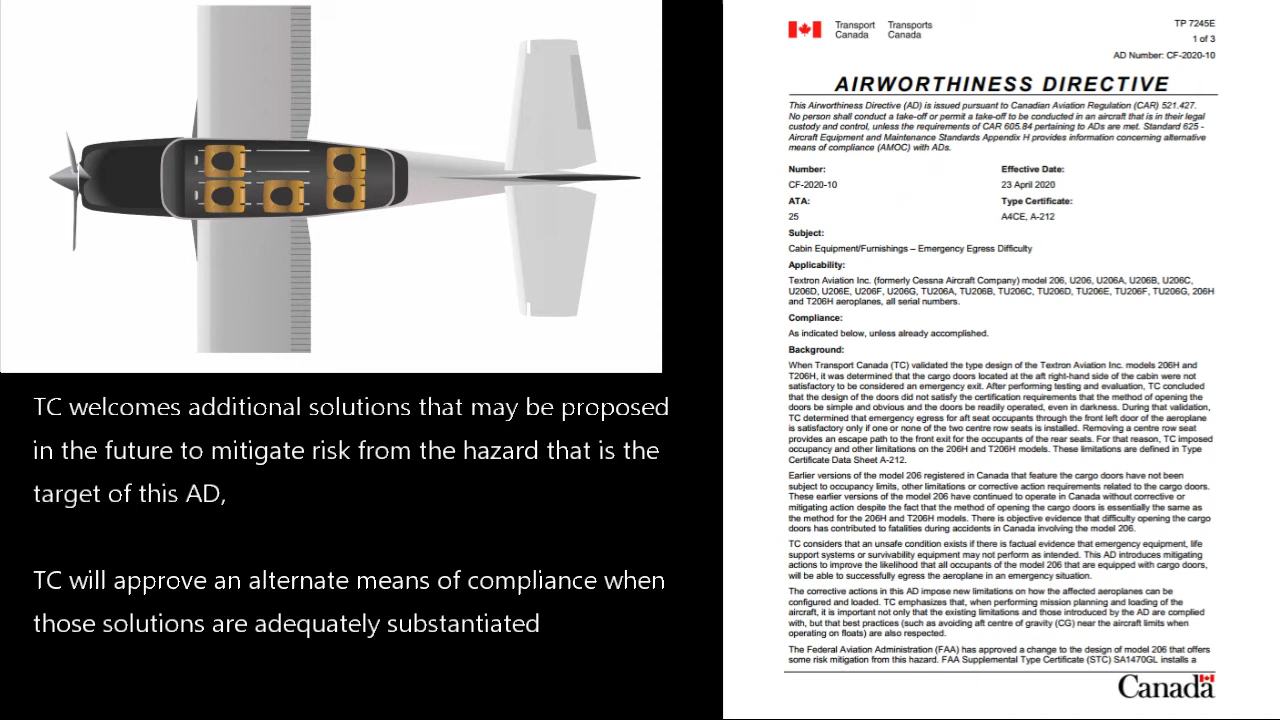 TC welcomes additional solutions that may be proposed
in the future to mitigate risk from the hazard that is the
target of this AD,
TC will approve an alternate means of compliance when
those solutions are adequately substantiated
Transport Canada
Transports Canada
TP 7245E
1 of 3
AD Number: CF-2020-10
AIRWORTHINESS DIRECTIVE
This Airworthiness Directive (AD) is issued pursuant to Canadian Aviation Regulation (CAR) 521.427.
No person shall conduct a take-off or permit a take-off to be conducted in an aircraft that is in their legal
custody and control, unless the requirements of CAR 605.84 pertaining to ADs are met. Standard 625 -
Aircraft Equipment and Maintenance Standards Appendix H provides information concerning alternative
means of compliance (AMOC) with ADs.
Number:
CF-2020-10
Effective Date:
23 April 2020
ATA:
25
Type Certificate:
A4CE, A-212
Subject:
Cabin Equipment/Furnishings – Emergency Egress Difficulty
Applicability:
Textron Aviation Inc. (formerly Cessna Aircraft Company) model 206, U206, U206A, U206B, U206C,
U206D, U206E, U206F, U206G, TU206A, TU206B, TU206C, TU206D, TU206E, TU206F, TU206G, 206H
and T206H aeroplanes, all serial numbers.
Compliance:
As indicated below, unless already accomplished.
Background:
When Transport Canada (TC) validated the type design of the Textron Aviation Inc. models 206H and
T206H, it was determined that the cargo doors located at the aft right-hand side of the cabin were not
satisfactory to be considered an emergency exit. After performing testing and evaluation, TC concluded
that the design of the doors did not satisfy the certification requirements that the method of opening the
doors be simple and obvious and the doors be readily operated, even in darkness. During that validation,
TC determined that emergency egress for aft seat occupants through the front left door of the aeroplane
is satisfactory only if one or none of the two centre row seats is installed. Removing a centre row seat
provides an escape path to the front exit for the occupants of the rear seats. For that reason, TC imposed
occupancy and other limitations on the 206H and T206H models. These limitations are defined in Type
Certificate Data Sheet A-212.
Earlier versions of the model 206 registered in Canada that feature the cargo doors have not been
subject to occupancy limits, other limitations or corrective action requirements related to the cargo doors.
These earlier versions of the model 206 have continued to operate in Canada without corrective or
mitigating action despite the fact that the method of opening the cargo doors is essentially the same as
the method for the 206H and T206H models. There is objective evidence that difficulty opening the cargo
doors has contributed to fatalities during accidents in Canada involving the model 206.
TC considers that an unsafe condition exists if there is factual evidence that emergency equipment, life
support systems or survivability equipment may not perform as intended. This AD introduces mitigating
actions to improve the likelihood that all occupants of the model 206 that are equipped with cargo doors,
will be able to successfully egress the aeroplane in an emergency situation.
The corrective actions in this AD impose new limitations on how the affected aeroplanes can be
configured and loaded. TC emphasizes that, when performing mission planning and loading of the
aircraft, it is important not only that the existing limitations and those introduced by the AD are complied
with, but that best practices (such as avoiding aft centre of gravity (CG) near the aircraft limits when
operating on floats) are also respected.
The Federal Aviation Administration (FAA) has approved a change to the design of model 206 that offers
some risk mitigation from this hazard. FAA Supplemental Type Certificate (STC) SA1470GL installs a
Canada